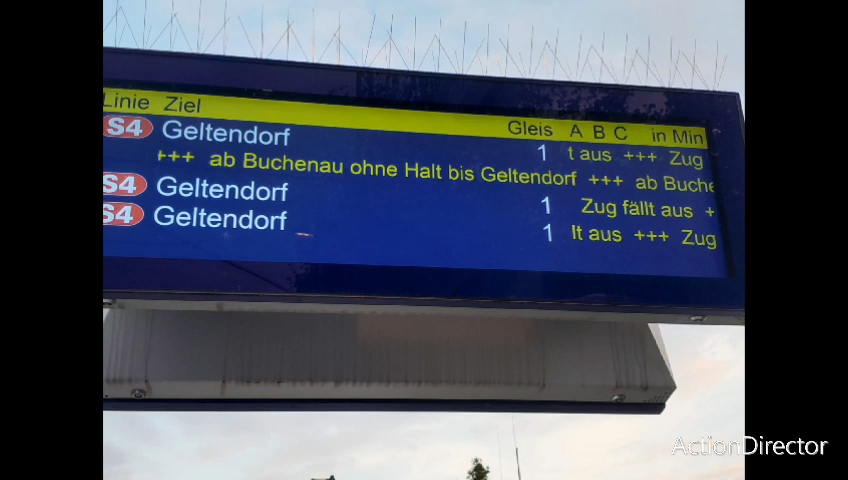 Linie Ziel Gleis A B C in Min
S4 Geltendorf 1 t aus +++ Zug
+++ ab Buchenau ohne Halt bis Geltendorf +++ ab Buche
S4 Geltendorf 1 Zug fällt aus +
S4 Geltendorf 1 lt aus +++ Zug
ActionDirector